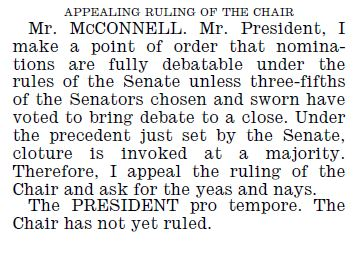 APPEALING RULING OF THE CHAIR
Mr. McCONNELL. Mr. President, I
make a point of order that nomina-
tions are fully debatable under the
rules of the Senate unless three-fifths
of the Senators chosen and sworn have
voted to bring debate to a close. Under
the precedent just set by the Senate,
cloture is invoked at a majority.
Therefore, I appeal the ruling of the
Chair and ask for the yeas and nays.
The PRESIDENT pro tempore. The
Chair has not yet ruled.